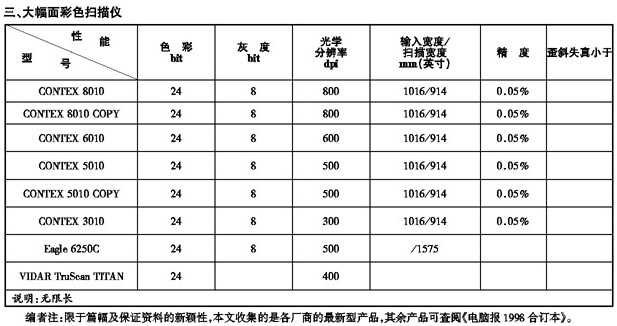 三、大幅面彩色扫描仪
性能 型号 色彩 bit 灰度 bit 光学分辨率 dpi 输入宽度/扫描宽度 mm(英寸) 精度 歪斜失真小于
CONTEX 8010 24 8 800 1016/914 0.05%
CONTEX 8010 COPY 24 8 800 1016/914 0.05%
CONTEX 6010 24 8 600 1016/914 0.05%
CONTEX 5010 24 8 500 1016/914 0.05%
CONTEX 5010 COPY 24 8 500 1016/914 0.05%
CONTEX 3010 24 8 300 1016/914 0.05%
Eagle 6250C 24 8 500 /1575
VIDAR TruScan TITAN 24 400
说明:无限长
编者注:限于篇幅及保证资料的新颖性,本文收集的是各厂商的最新型产品,其余产品可查阅《电脑报1998合订本》。